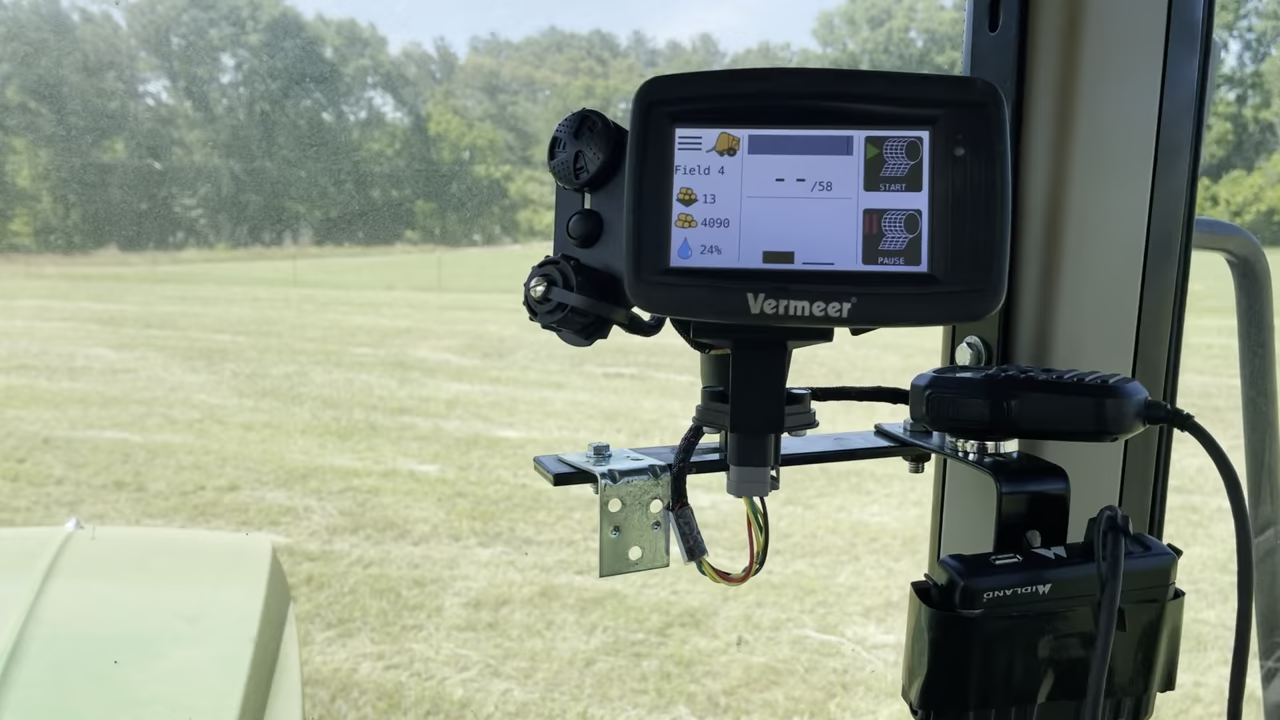 Field 4
13
4090
24%
-- /58
START
PAUSE
Vermeer
MIDLAND